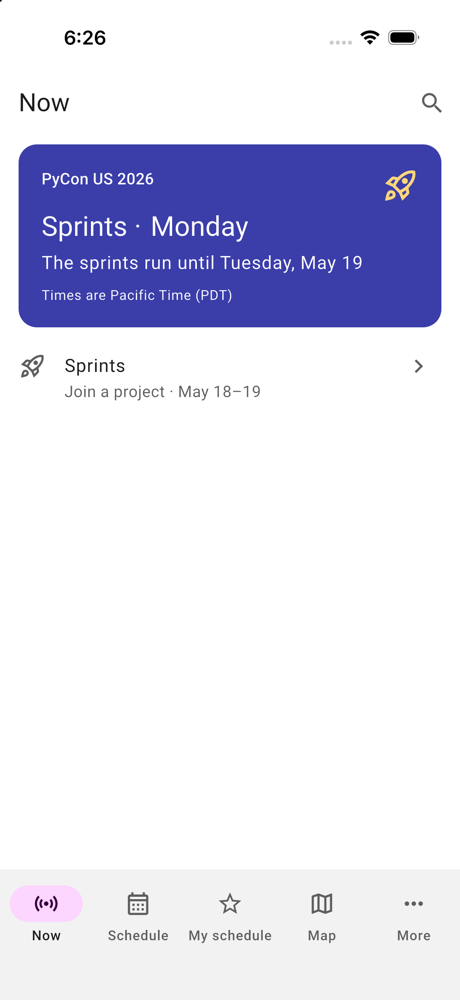 6:26
Now
PyCon US 2026
Sprints · Monday
The sprints run until Tuesday, May 19
Times are Pacific Time (PDT)
Sprints
Join a project · May 18–19
Now
Schedule
My schedule
Map
More